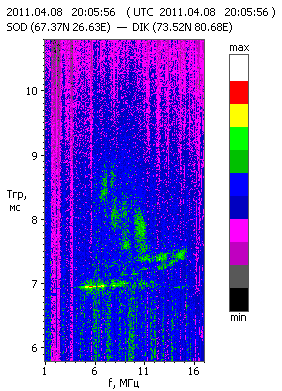 2011.04.08 20:05:56 (UTC 2011.04.08 20:05:56)
SOD (67.37N 26.63E) — DIK (73.52N 80.68E)
max
min
Тгр,
мс
10
9
8
7
6
1 6 11 16
f, МГц